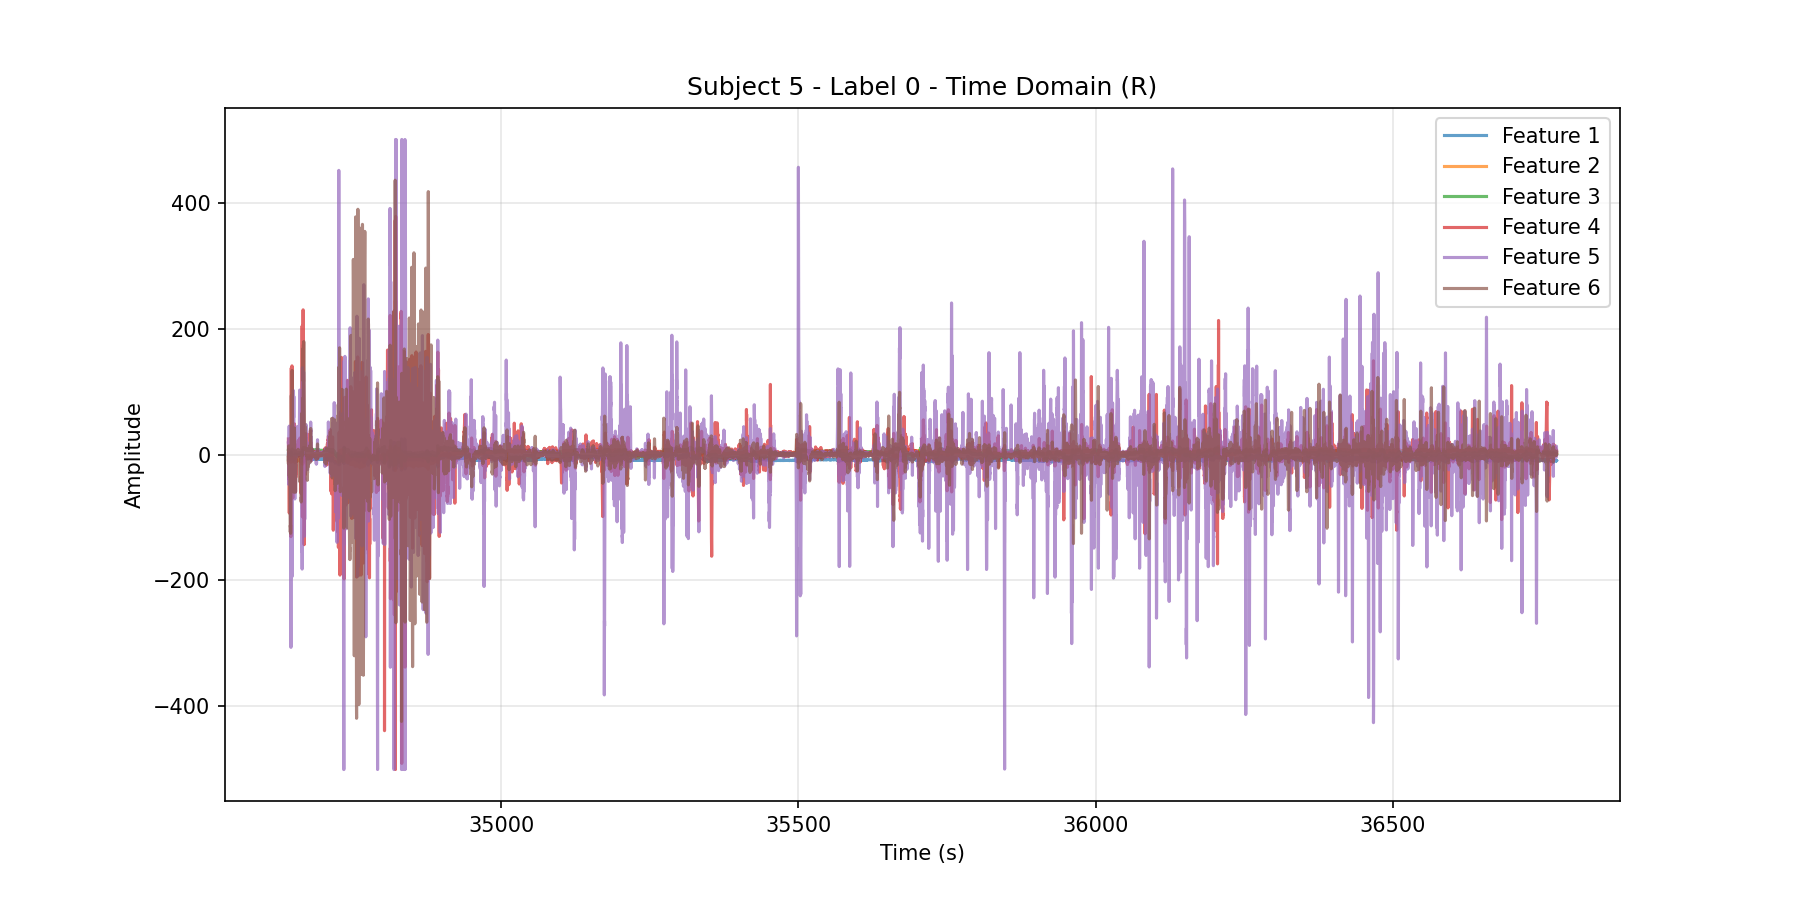 Subject 5 - Label 0 - Time Domain (R)
Feature 1
Feature 2
Feature 3
Feature 4
Feature 5
Feature 6
400
200
0
−200
−400
Amplitude
35000 35500 36000 36500
Time (s)